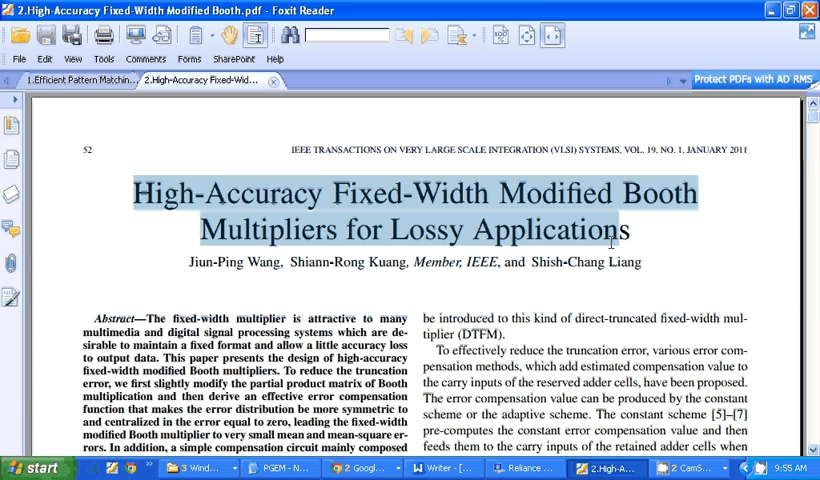 2.High-Accuracy Fixed-Width Modified Booth.pdf - Foxit Reader
File Edit View Tools Comments Forms SharePoint Help
1.Efficient Pattern Matchin... 2.High-Accuracy Fixed-Wid... Protect PDFs with AD RMS
52 IEEE TRANSACTIONS ON VERY LARGE SCALE INTEGRATION (VLSI) SYSTEMS, VOL. 19, NO. 1, JANUARY 2011
High-Accuracy Fixed-Width Modified Booth
Multipliers for Lossy Applications
Jiun-Ping Wang, Shiann-Rong Kuang, Member, IEEE, and Shish-Chang Liang
Abstract—The fixed-width multiplier is attractive to many
multimedia and digital signal processing systems which are de-
sirable to maintain a fixed format and allow a little accuracy loss
to output data. This paper presents the design of high-accuracy
fixed-width modified Booth multipliers. To reduce the truncation
error, we first slightly modify the partial product matrix of Booth
multiplication and then derive an effective error compensation
function that makes the error distribution be more symmetric to
and centralized in the error equal to zero, leading the fixed-width
modified Booth multiplier to very small mean and mean-square er-
rors. In addition, a simple compensation circuit mainly composed
be introduced to this kind of direct-truncated fixed-width mul-
tiplier (DTFM).
To effectively reduce the truncation error, various error com-
pensation methods, which add estimated compensation value to
the carry inputs of the reserved adder cells, have been proposed.
The error compensation value can be produced by the constant
scheme or the adaptive scheme. The constant scheme [5]–[7]
pre-computes the constant error compensation value and then
feeds them to the carry inputs of the retained adder cells when
start 3 Wind... PGEM - N... 2 Googl... Writer - [... Reliance ... 2.High-A... 2 CamS... 9:55 AM